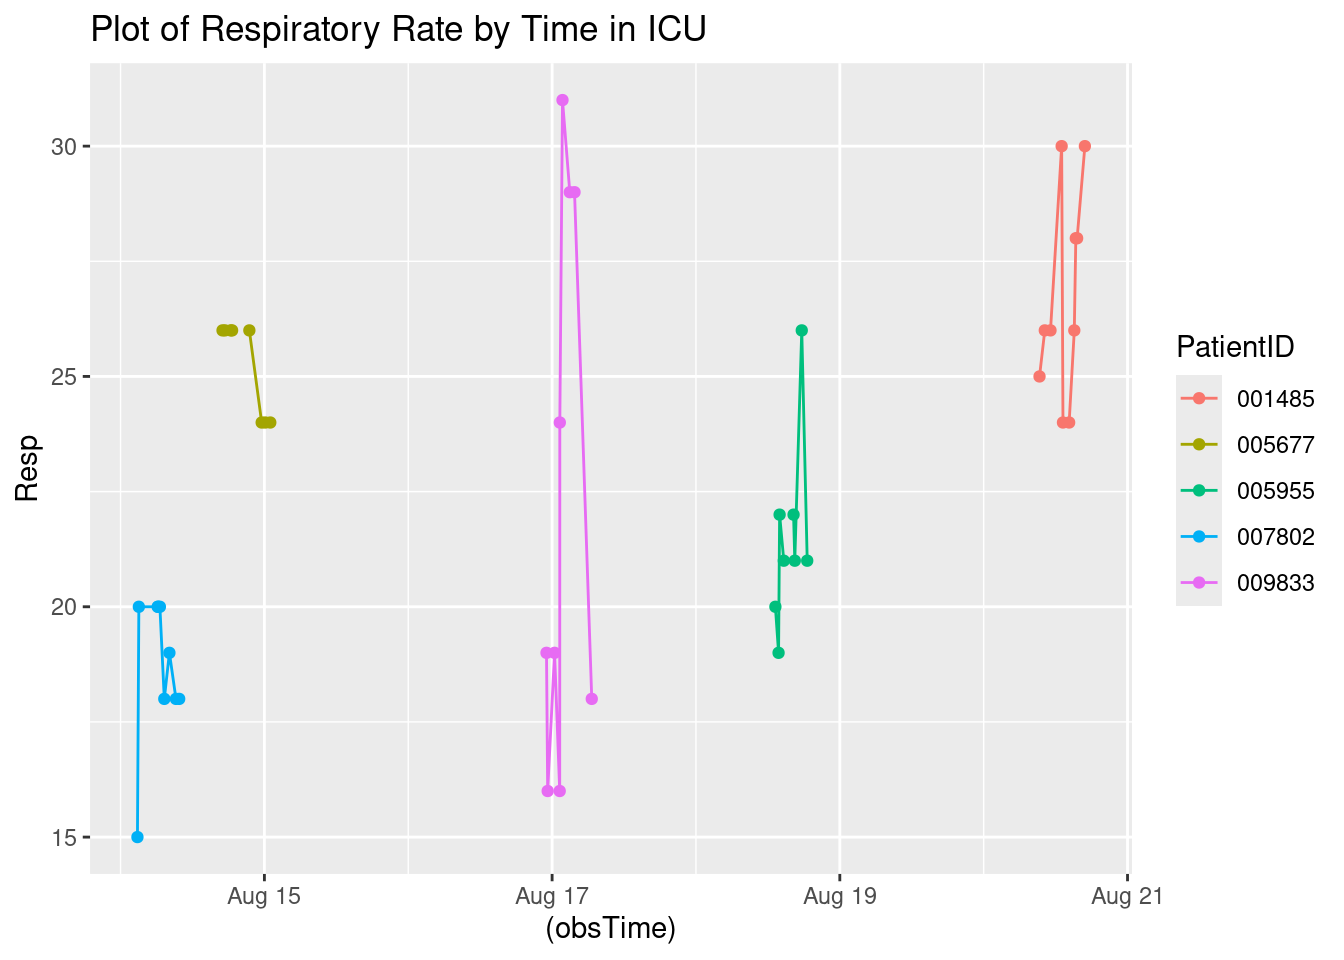 Plot of Respiratory Rate by Time in ICU
30
25
20
15
Resp
Aug 15
Aug 17
Aug 19
Aug 21
(obsTime)
PatientID
001485
005677
005955
007802
009833